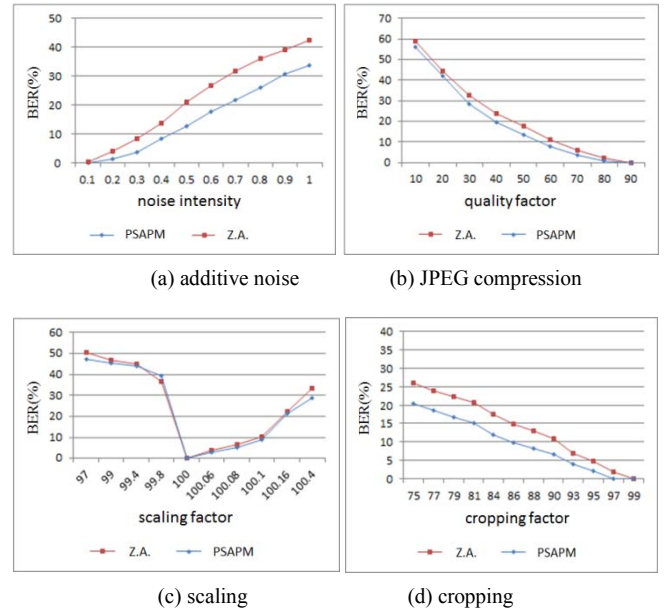 50
40
30
20
10
0
BER(%)
0.1 0.2 0.3 0.4 0.5 0.6 0.7 0.8 0.9 1
noise intensity
PSAPM Z.A.
70
60
50
40
30
20
10
0
BER(%)
10 20 30 40 50 60 70 80 90
quality factor
Z.A. PSAPM
(a) additive noise (b) JPEG compression
60
50
40
30
20
10
0
BER(%)
97 99 99.4 99.8 100 100.06 100.08 100.1 100.16 100.4
scaling factor
Z.A. PSAPM
40
35
30
25
20
15
10
5
0
BER(%)
75 77 79 81 84 86 88 90 93 95 97 99
cropping factor
Z.A. PSAPM
(c) scaling (d) cropping